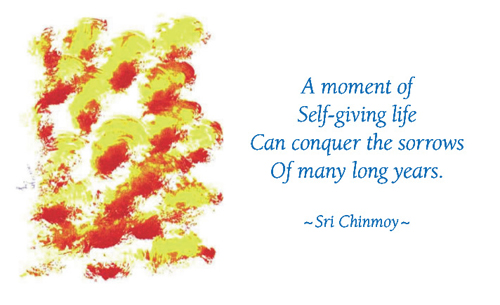 A moment of
Self-giving life
Can conquer the sorrows
Of many long years.
~Sri Chinmoy~